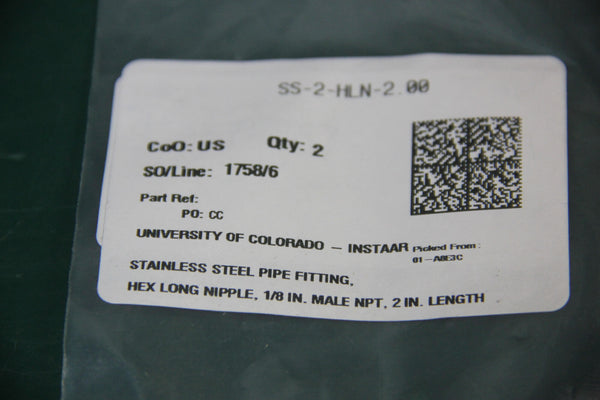 SS-2-HLN-2.00
CoO: US Qty: 2
SO/Line: 1758/6
Part Ref:
PO: CC
UNIVERSITY OF COLORADO – INSTAAR Picked From:
01-A8E3C
STAINLESS STEEL PIPE FITTING,
HEX LONG NIPPLE, 1/8 IN. MALE NPT, 2 IN. LENGTH